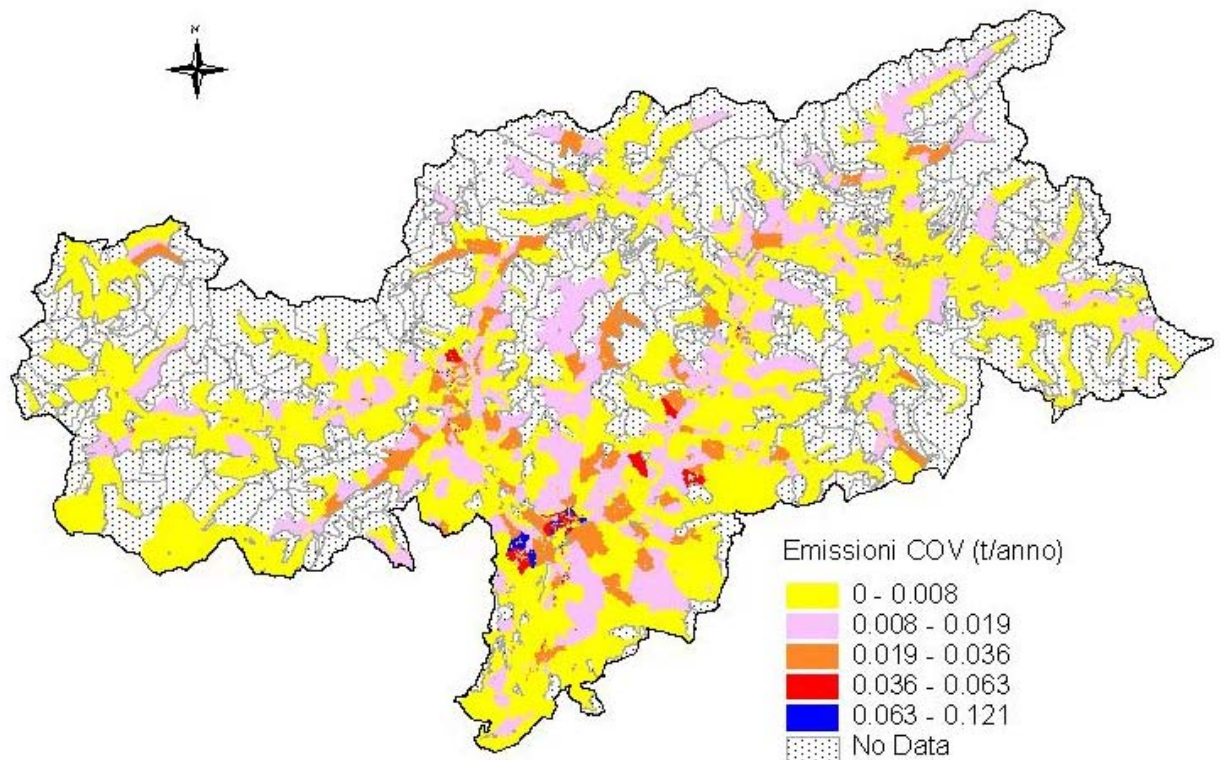 N
Emissioni COV (t/anno)
0 - 0.008
0.008 - 0.019
0.019 - 0.036
0.036 - 0.063
0.063 - 0.121
No Data